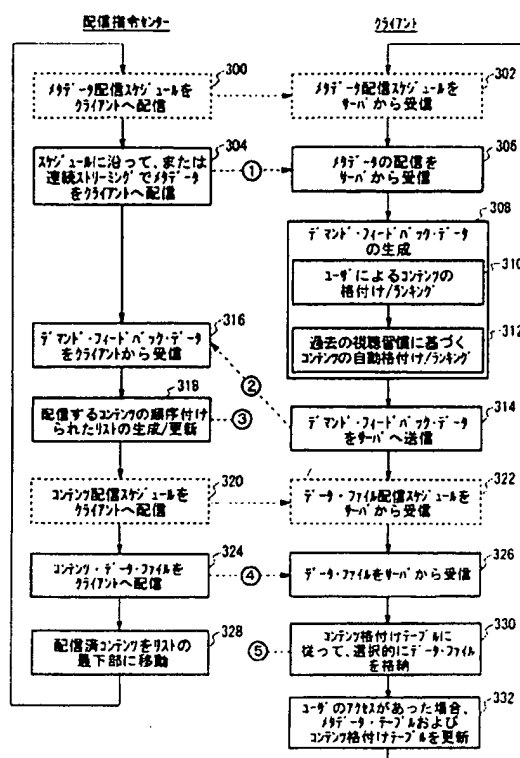 配信指令センター
クライアント
300
メタデータ配信スケジュールを
クライアントへ配信
302
メタデータ配信スケジュールを
サーバから受信
304
スケジュールに沿って、または
連続ストリーミングでメタデータ
をクライアントへ配信
①
306
メタデータの配信を
サーバから受信
308
デマンド・フィードバック・データ
の生成
310
ユーザによるコンテンツの
格付け/ランキング
312
過去の視聴習慣に基づく
コンテンツの自動格付け/ランキング
316
デマンド・フィードバック・データ
をクライアントから受信
②
314
デマンド・フィードバック・データ
をサーバへ送信
318
配信するコンテンツの順序付け
られたリストの生成/更新
③
320
コンテンツ配信スケジュールを
クライアントへ配信
322
データ・ファイル配信スケジュールを
サーバから受信
324
コンテンツ・データ・ファイルを
クライアントへ配信
④
326
データ・ファイルをサーバから受信
328
配信済コンテンツをリストの
最下部に移動
⑤
330
コンテンツ格付けテーブルに
従って、選択的にデータ・ファイル
を格納
332
ユーザのアクセスがあった場合、
メタデータ・テーブルおよび
コンテンツ格付けテーブルを更新